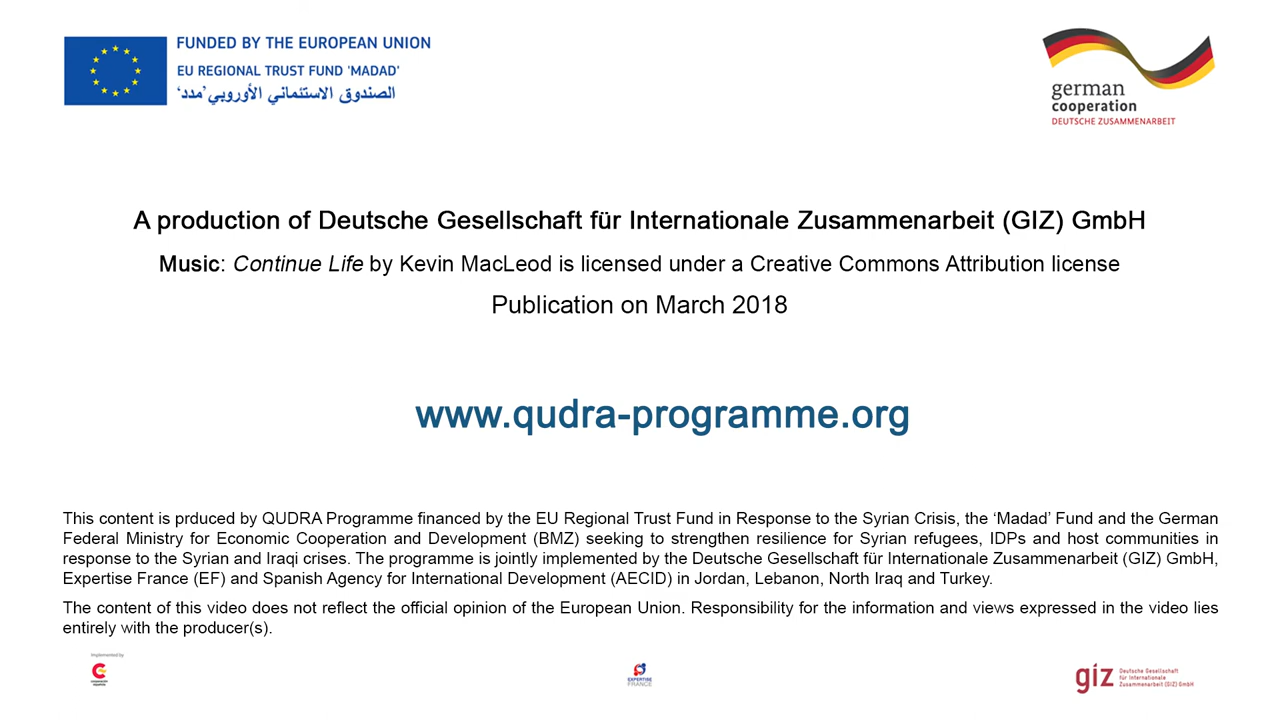 FUNDED BY THE EUROPEAN UNION
EU REGIONAL TRUST FUND 'MADAD'
الصندوق الاستئماني الأوروبي’مدد‘
german
cooperation
DEUTSCHE ZUSAMMENARBEIT
A production of Deutsche Gesellschaft für Internationale Zusammenarbeit (GIZ) GmbH
Music: Continue Life by Kevin MacLeod is licensed under a Creative Commons Attribution license
Publication on March 2018
www.qudra-programme.org
This content is prduced by QUDRA Programme financed by the EU Regional Trust Fund in Response to the Syrian Crisis, the ‘Madad’ Fund and the German
Federal Ministry for Economic Cooperation and Development (BMZ) seeking to strengthen resilience for Syrian refugees, IDPs and host communities in
response to the Syrian and Iraqi crises. The programme is jointly implemented by the Deutsche Gesellschaft für Internationale Zusammenarbeit (GIZ) GmbH,
Expertise France (EF) and Spanish Agency for International Development (AECID) in Jordan, Lebanon, North Iraq and Turkey.
The content of this video does not reflect the official opinion of the European Union. Responsibility for the information and views expressed in the video lies
entirely with the producer(s).
Implemented by
cooperación
española
EXPERTISE
FRANCE
giz
Deutsche Gesellschaft
für Internationale
Zusammenarbeit (GIZ) GmbH